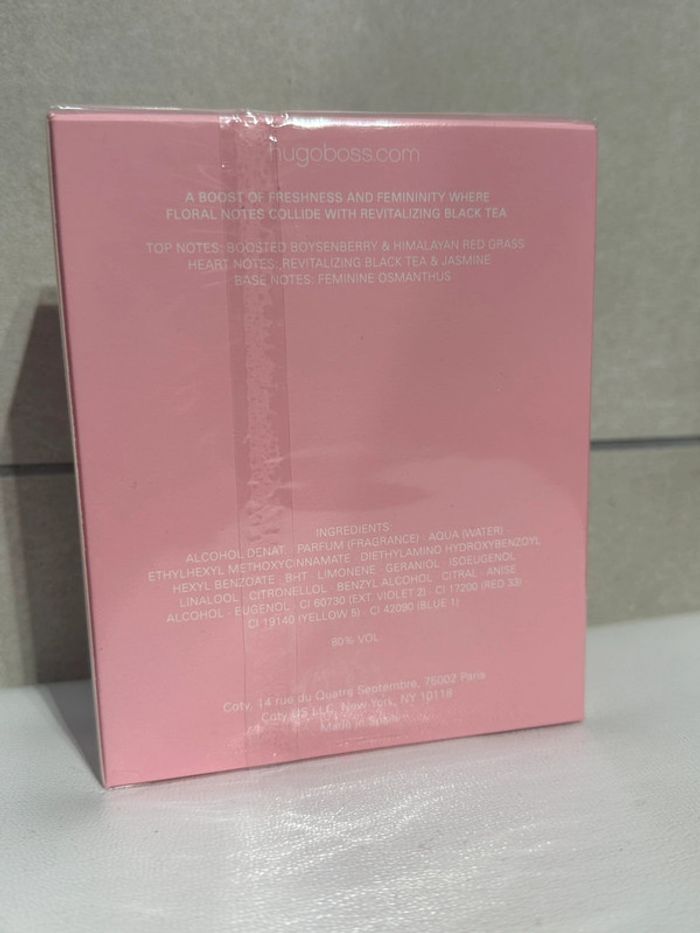 hugoboss.com
A BOOST OF FRESHNESS AND FEMININITY WHERE
FLORAL NOTES COLLIDE WITH REVITALIZING BLACK TEA
TOP NOTES: BOOSTED BOYSENBERRY & HIMALAYAN RED GRASS
HEART NOTES: REVITALIZING BLACK TEA & JASMINE
BASE NOTES: FEMININE OSMANTHUS
INGREDIENTS:
ALCOHOL DENAT. · PARFUM (FRAGRANCE) · AQUA (WATER) ·
ETHYLHEXYL METHOXYCINNAMATE · DIETHYLAMINO HYDROXYBENZOYL
HEXYL BENZOATE · BHT · LIMONENE · GERANIOL · ISOEUGENOL
LINALOOL · CITRONELLOL · BENZYL ALCOHOL · CITRAL · ANISE
ALCOHOL · EUGENOL · CI 60730 (EXT. VIOLET 2) · CI 17200 (RED 33)
CI 19140 (YELLOW 5) · CI 42090 (BLUE 1)
80% VOL
Coty, 14 rue du Quatre Septembre, 75002 Paris
Coty US LLC, New York, NY 10118
Made in